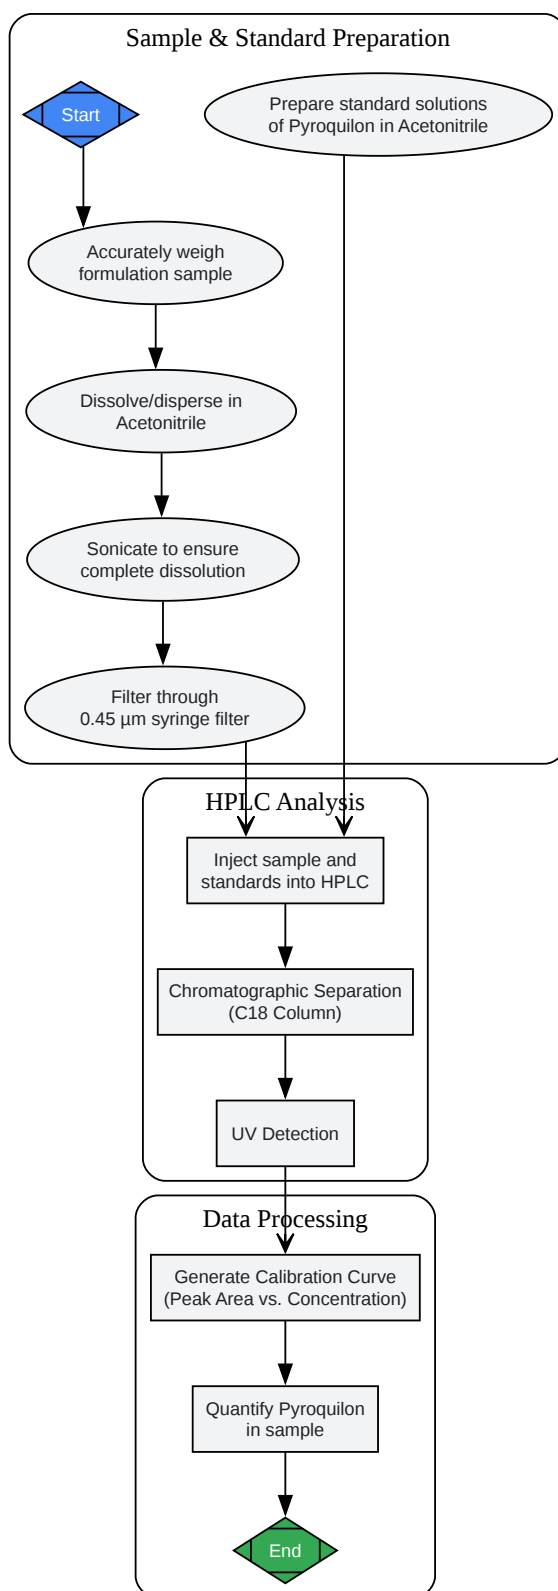 Sample & Standard Preparation
Start
Prepare standard solutions
of Pyroquilon in Acetonitrile
Accurately weigh
formulation sample
Dissolve/disperse in
Acetonitrile
Sonicate to ensure
complete dissolution
Filter through
0.45 µm syringe filter
HPLC Analysis
Inject sample and
standards into HPLC
Chromatographic Separation
(C18 Column)
UV Detection
Data Processing
Generate Calibration Curve
(Peak Area vs. Concentration)
Quantify Pyroquilon
in sample
End